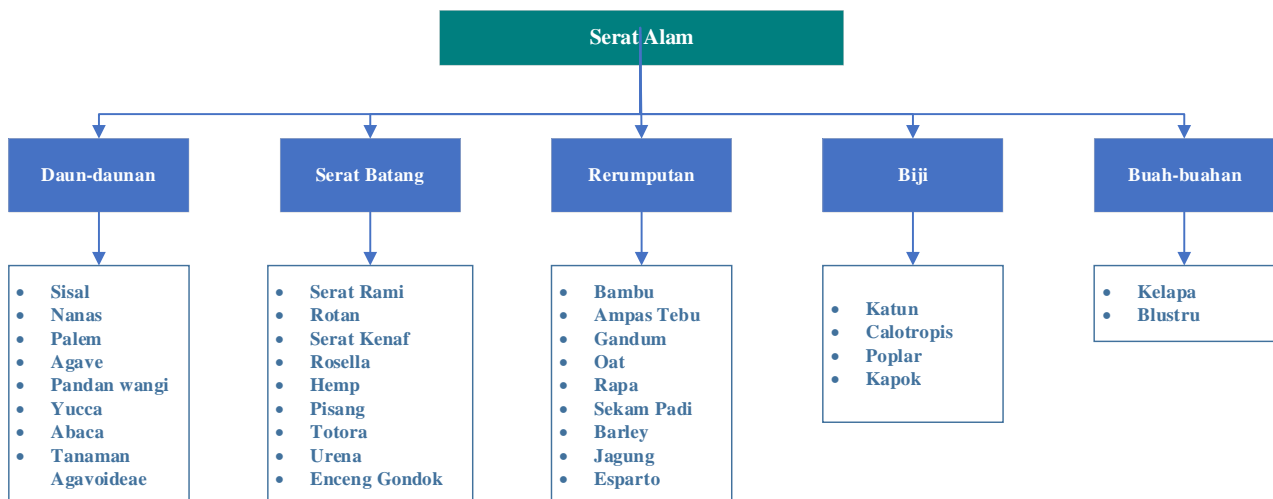 Serat Alam
Daun-daunan
Serat Batang
Rerumputan
Biji
Buah-buahan
• Sisal
• Nanas
• Palem
• Agave
• Pandan wangi
• Yucca
• Abaca
• Tanaman
Agavoideae
• Serat Rami
• Rotan
• Serat Kenaf
• Rosella
• Hemp
• Pisang
• Totora
• Urena
• Enceng Gondok
• Bambu
• Ampas Tebu
• Gandum
• Oat
• Rapa
• Sekam Padi
• Barley
• Jagung
• Esparto
• Katun
• Calotropis
• Poplar
• Kapok
• Kelapa
• Blustru